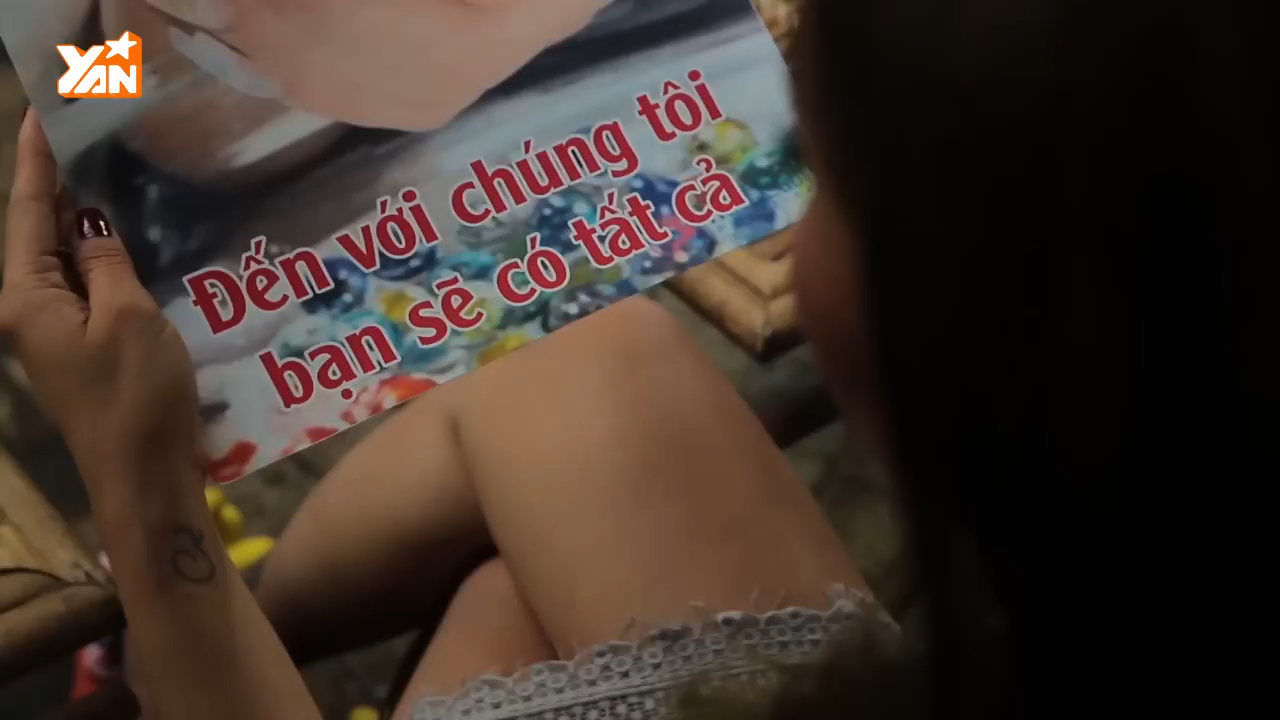 YAN
Đến với chúng tôi
bạn sẽ có tất cả